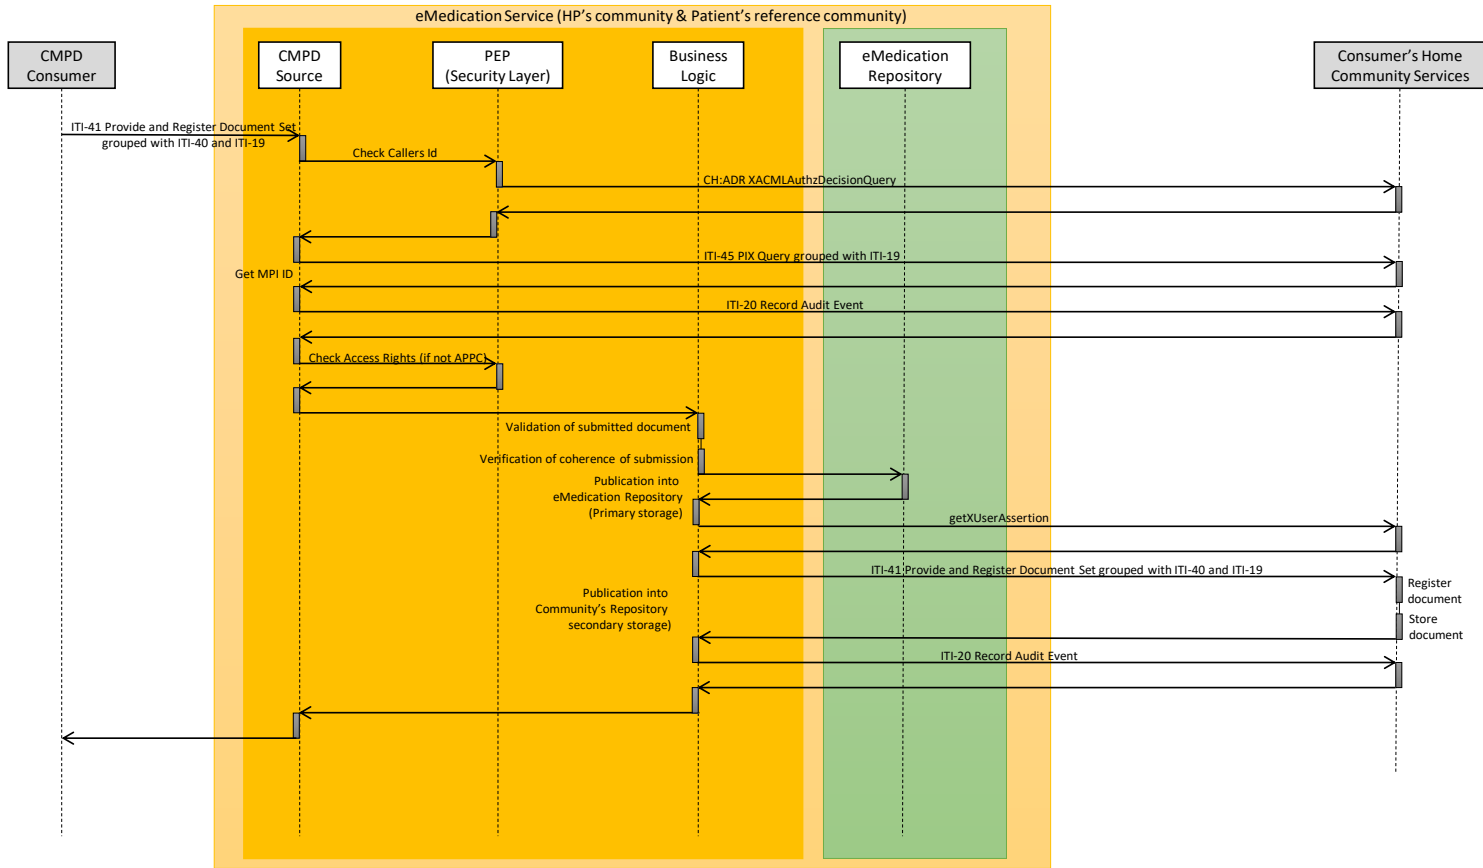 eMedication Service (HP's community & Patient's reference community)
CMPD
Consumer
CMPD
Source
PEP
(Security Layer)
Business
Logic
eMedication
Repository
Consumer's Home
Community Services
ITI-41 Provide and Register Document Set
grouped with ITI-40 and ITI-19
Check Callers Id
CH:ADR XACMLAuthzDecisionQuery
ITI-45 PIX Query grouped with ITI-19
Get MPI ID
ITI-20 Record Audit Event
Check Access Rights (if not APPC)
Validation of submitted document
Verification of coherence of submission
Publication into
eMedication Repository
(Primary storage)
getXUserAssertion
ITI-41 Provide and Register Document Set grouped with ITI-40 and ITI-19
Register
document
Publication into
Community's Repository
secondary storage)
Store
document
ITI-20 Record Audit Event